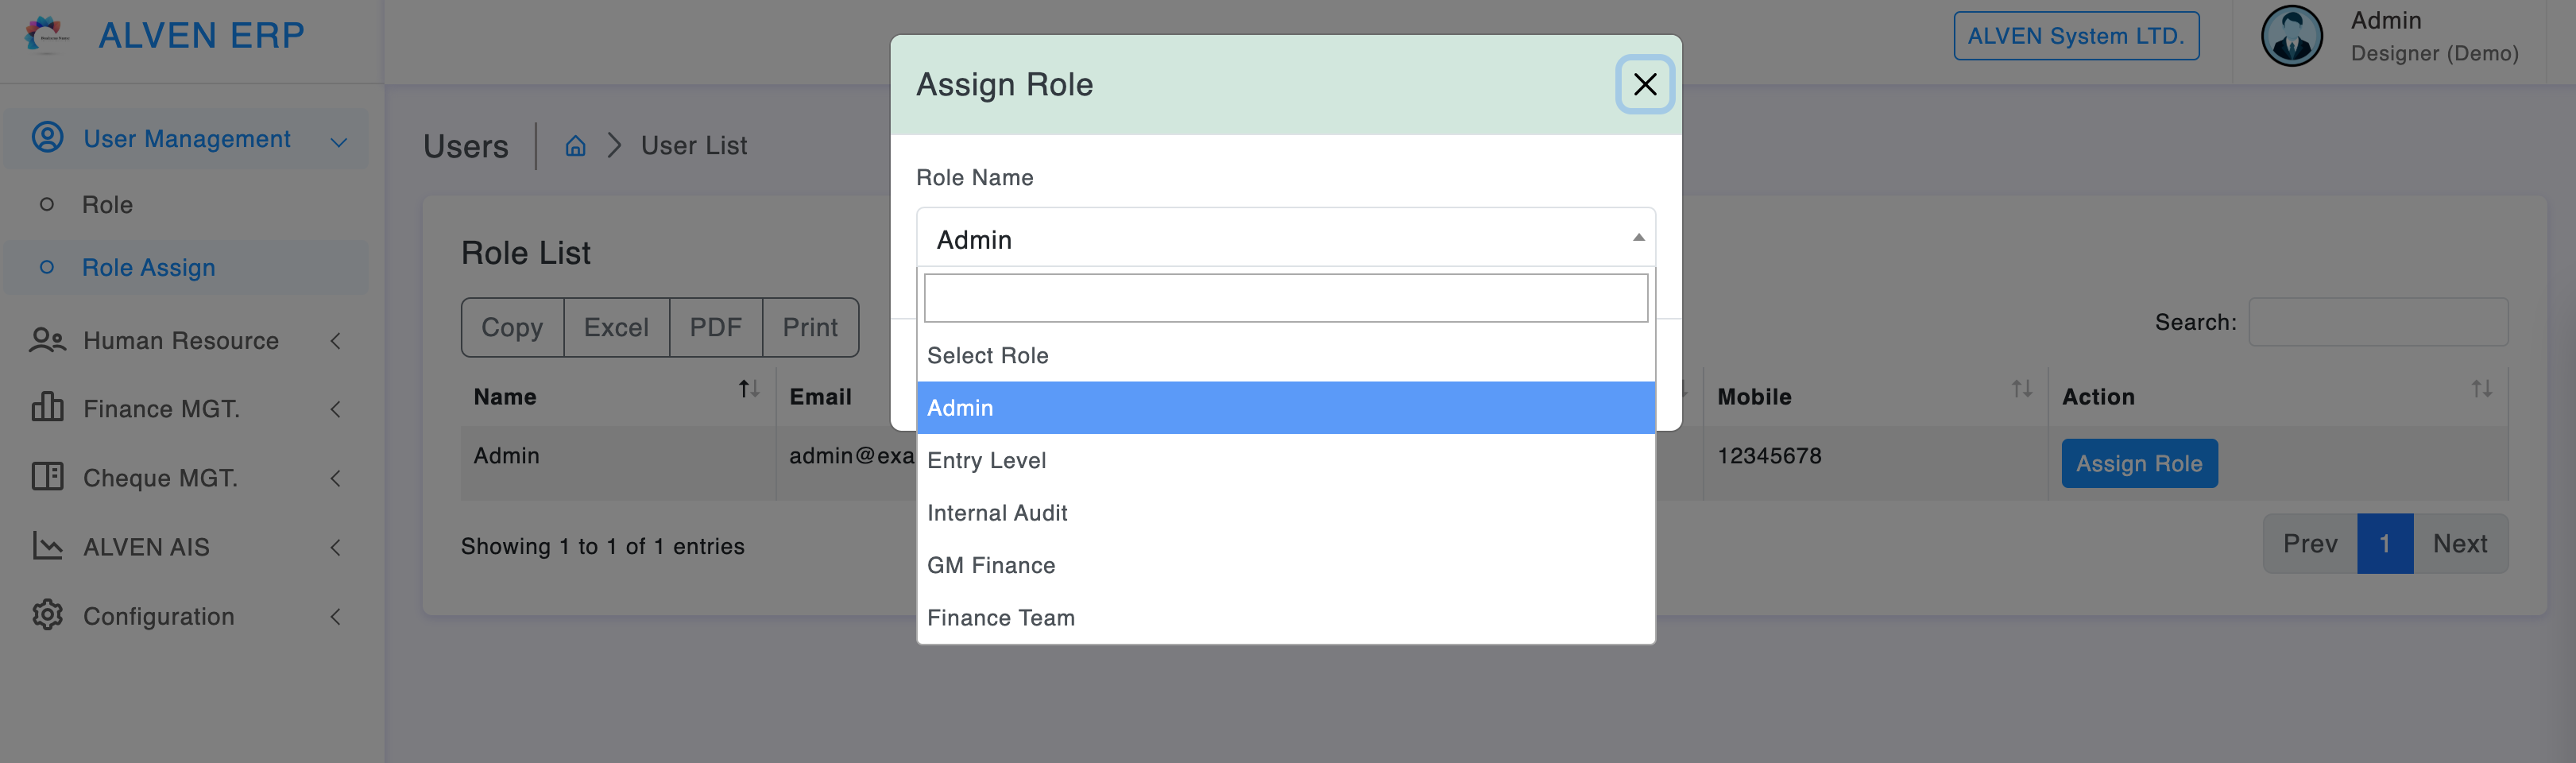 ALVEN ERP
ALVEN System LTD.
Admin
Designer (Demo)
User Management
Role
Role Assign
Human Resource
Finance MGT.
Cheque MGT.
ALVEN AIS
Configuration
Users
User List
Role List
Copy
Excel
PDF
Print
Search:
Name
Email
Mobile
Action
Admin
admin@exa
12345678
Assign Role
Showing 1 to 1 of 1 entries
Prev
1
Next
Assign Role
Role Name
Admin
Select Role
Admin
Entry Level
Internal Audit
GM Finance
Finance Team